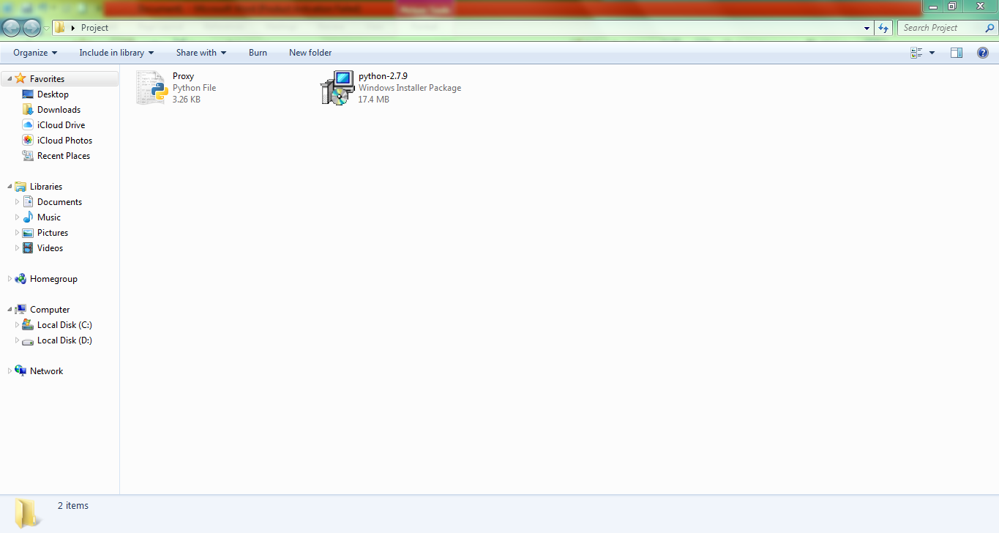 Project
Search Project
Organize
Include in library
Share with
Burn
New folder
Favorites
Desktop
Downloads
iCloud Drive
iCloud Photos
Recent Places
Libraries
Documents
Music
Pictures
Videos
Homegroup
Computer
Local Disk (C:)
Local Disk (D:)
Network
Proxy
Python File
3.26 KB
python-2.7.9
Windows Installer Package
17.4 MB
2 items